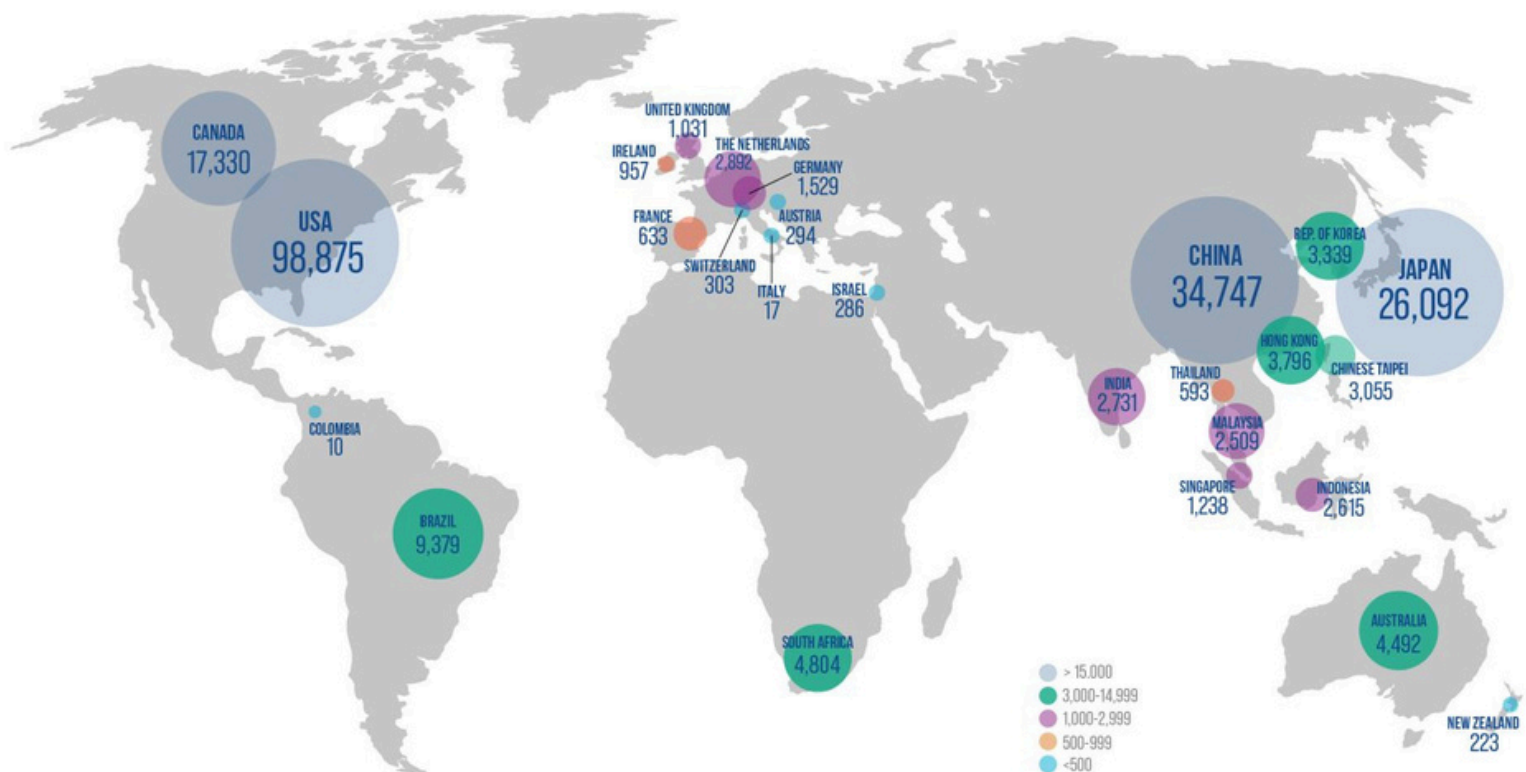 CANADA
17,330
USA
98,875
COLOMBIA
10
BRAZIL
9,379
UNITED KINGDOM
1,031
IRELAND
957
THE NETHERLANDS
2,892
GERMANY
1,529
FRANCE
633
AUSTRIA
294
SWITZERLAND
303
ITALY
17
ISRAEL
286
SOUTH AFRICA
4,804
CHINA
34,747
REP. OF KOREA
3,339
JAPAN
26,092
HONG KONG
3,796
CHINESE TAIPEI
3,055
INDIA
2,731
THAILAND
593
MALAYSIA
2,509
SINGAPORE
1,238
INDONESIA
2,615
AUSTRALIA
4,492
NEW ZEALAND
223
> 15.000
3,000-14,999
1,000-2,999
500-999
<500